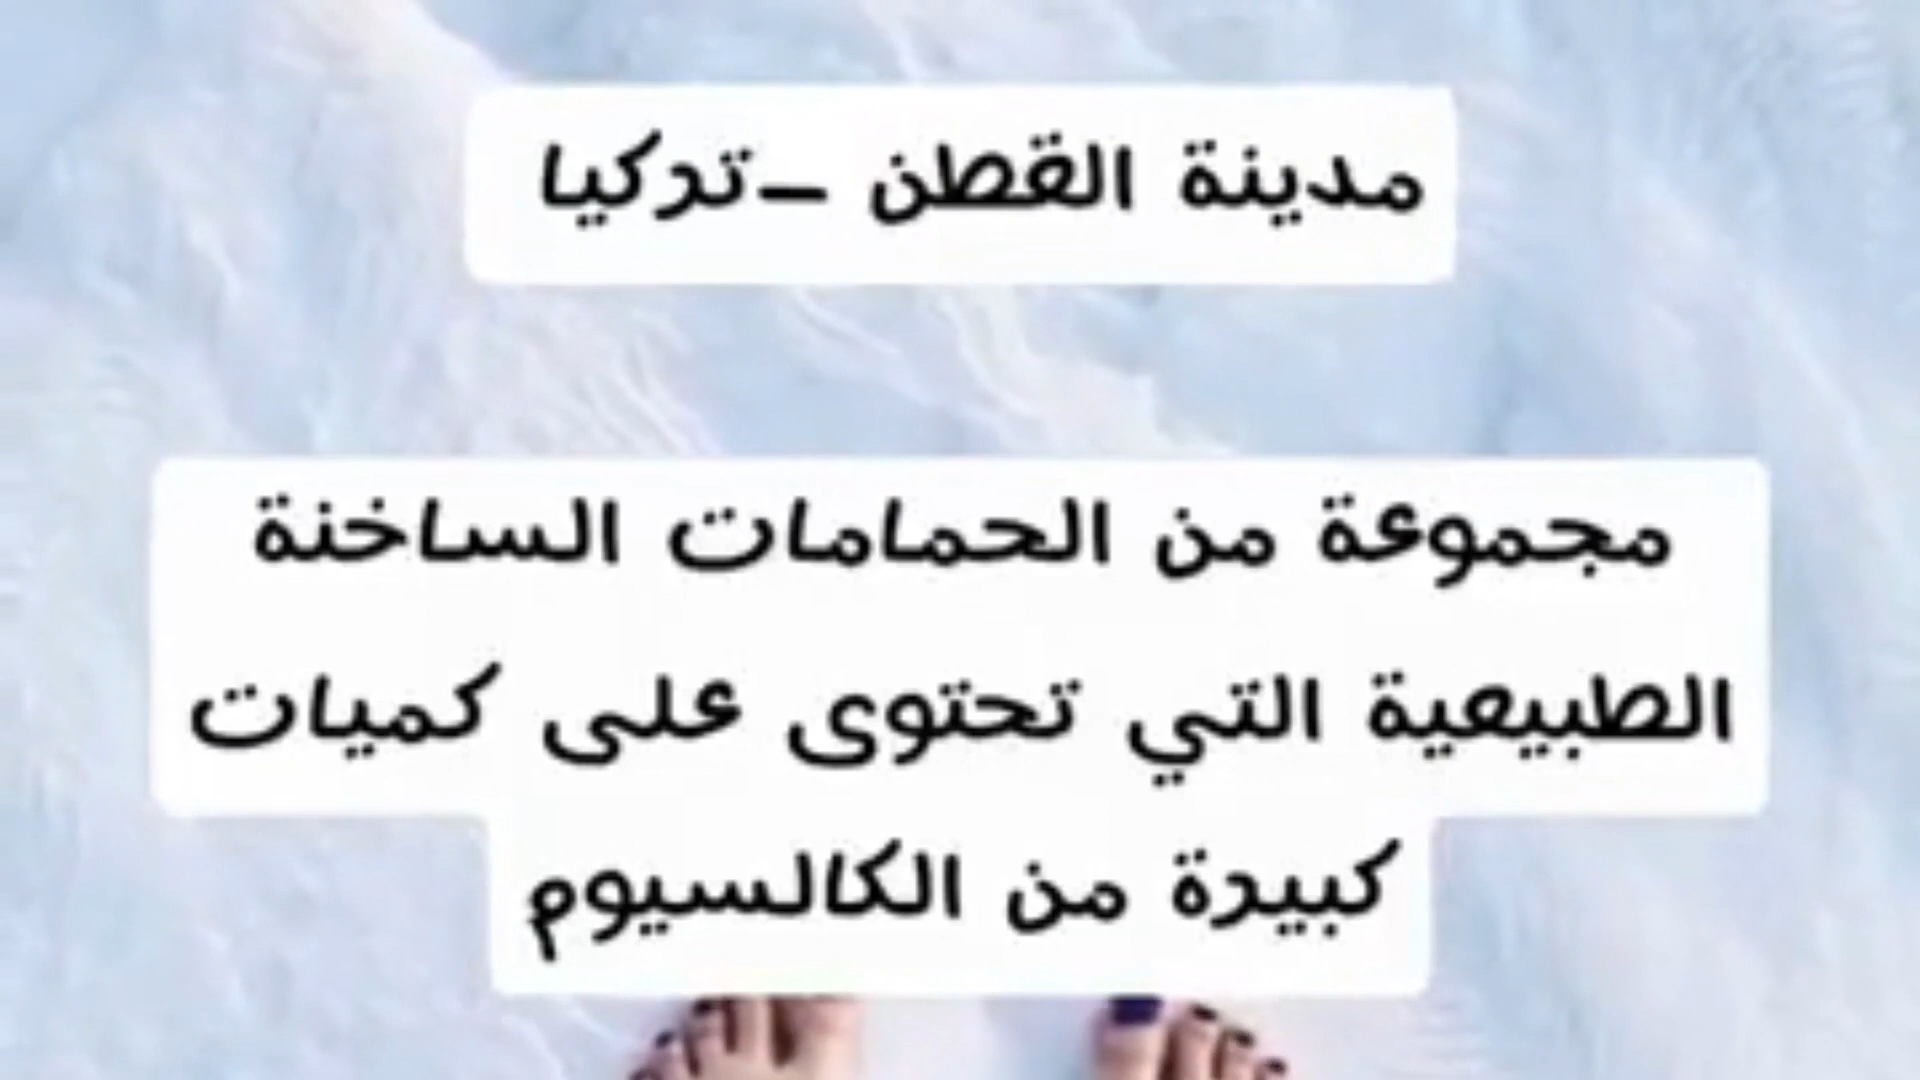 مدينة القطن –تركيا
مجموعة من الحمامات الساخنة
الطبيعية التي تحتوى على كميات
كبيرة من الكالسيوم